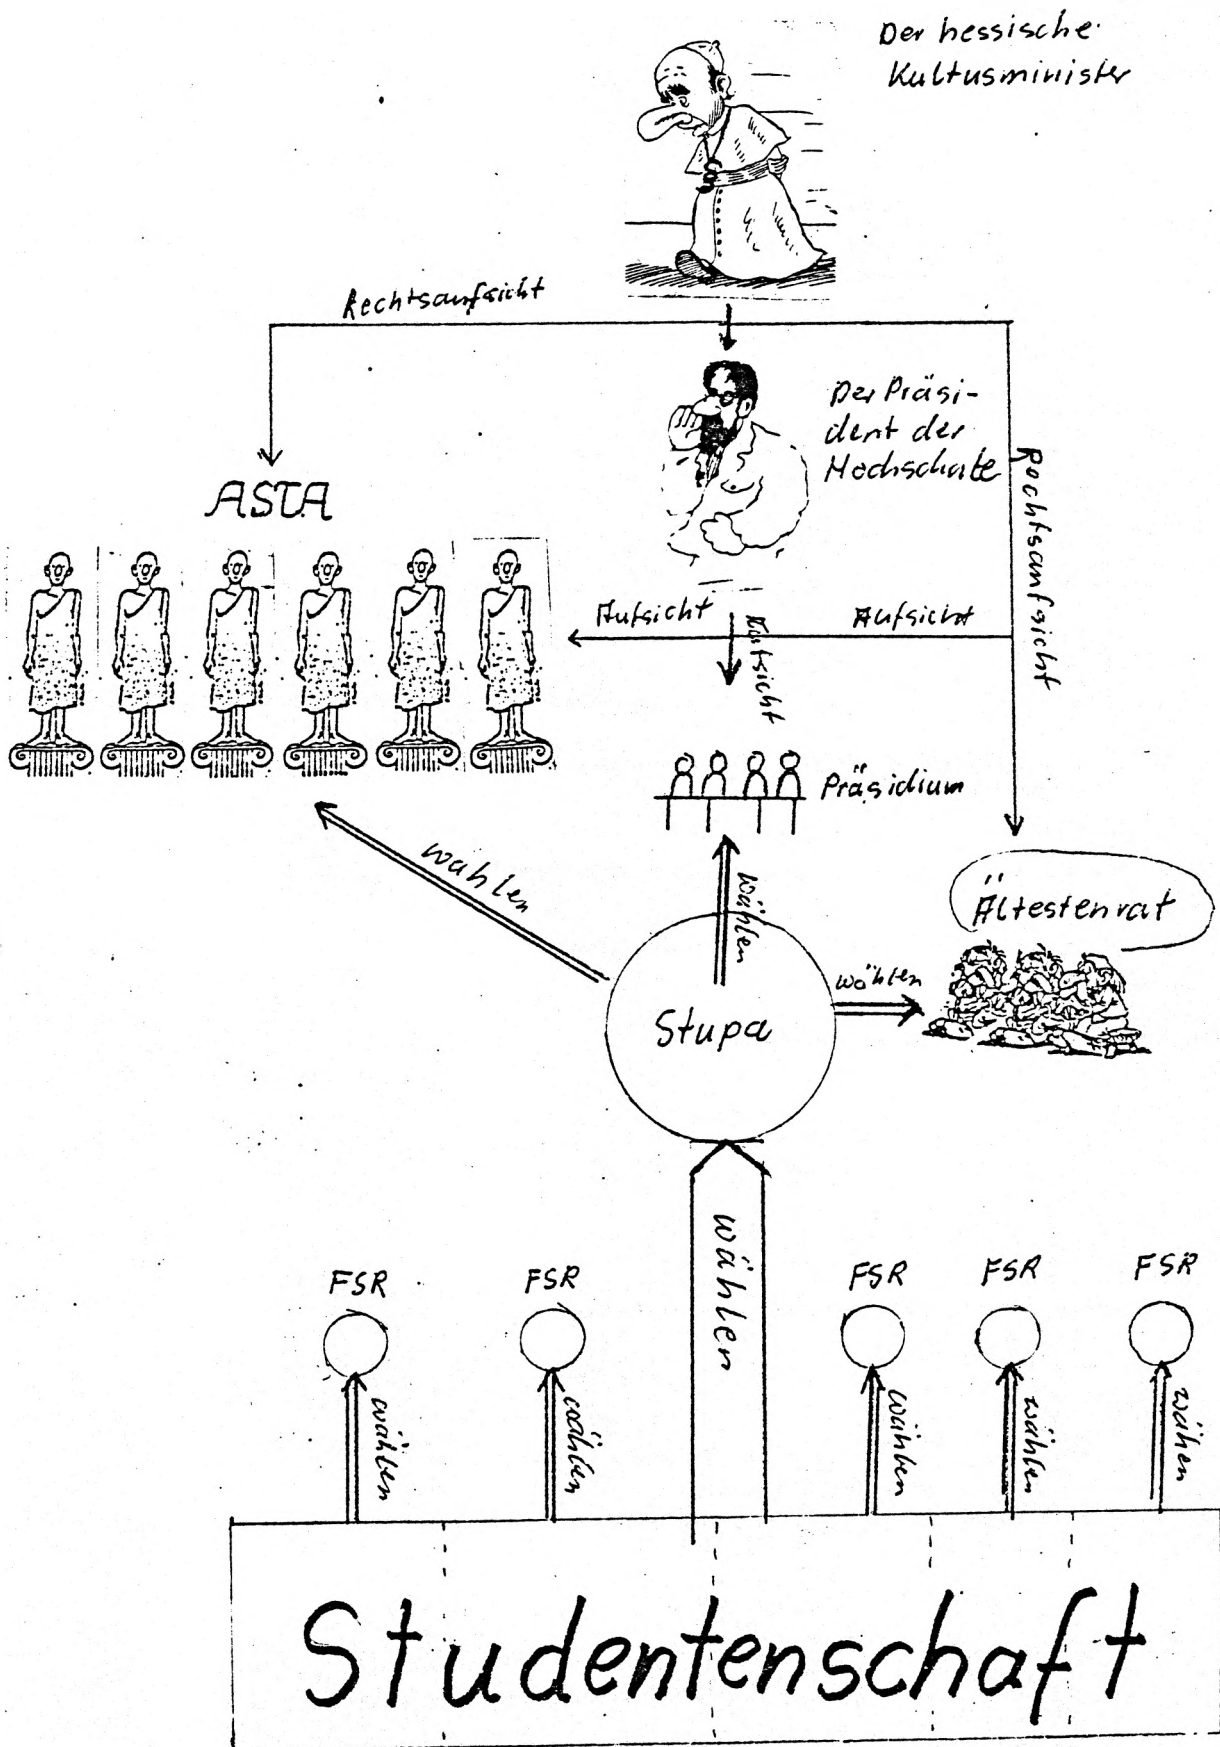 Der hessische
Kultusminister
Rechtsaufsicht
Der Präsi-
dent der
Hochschule
Rechtsaufsicht
ASTA
Aufsicht
Aufsicht
Aufsicht
Präsidium
wählen
wählen
Ältestenrat
wählen
Stupa
wählen
FSR
FSR
FSR
FSR
FSR
wählen
wählen
wählen
wählen
wählen
Studentenschaft